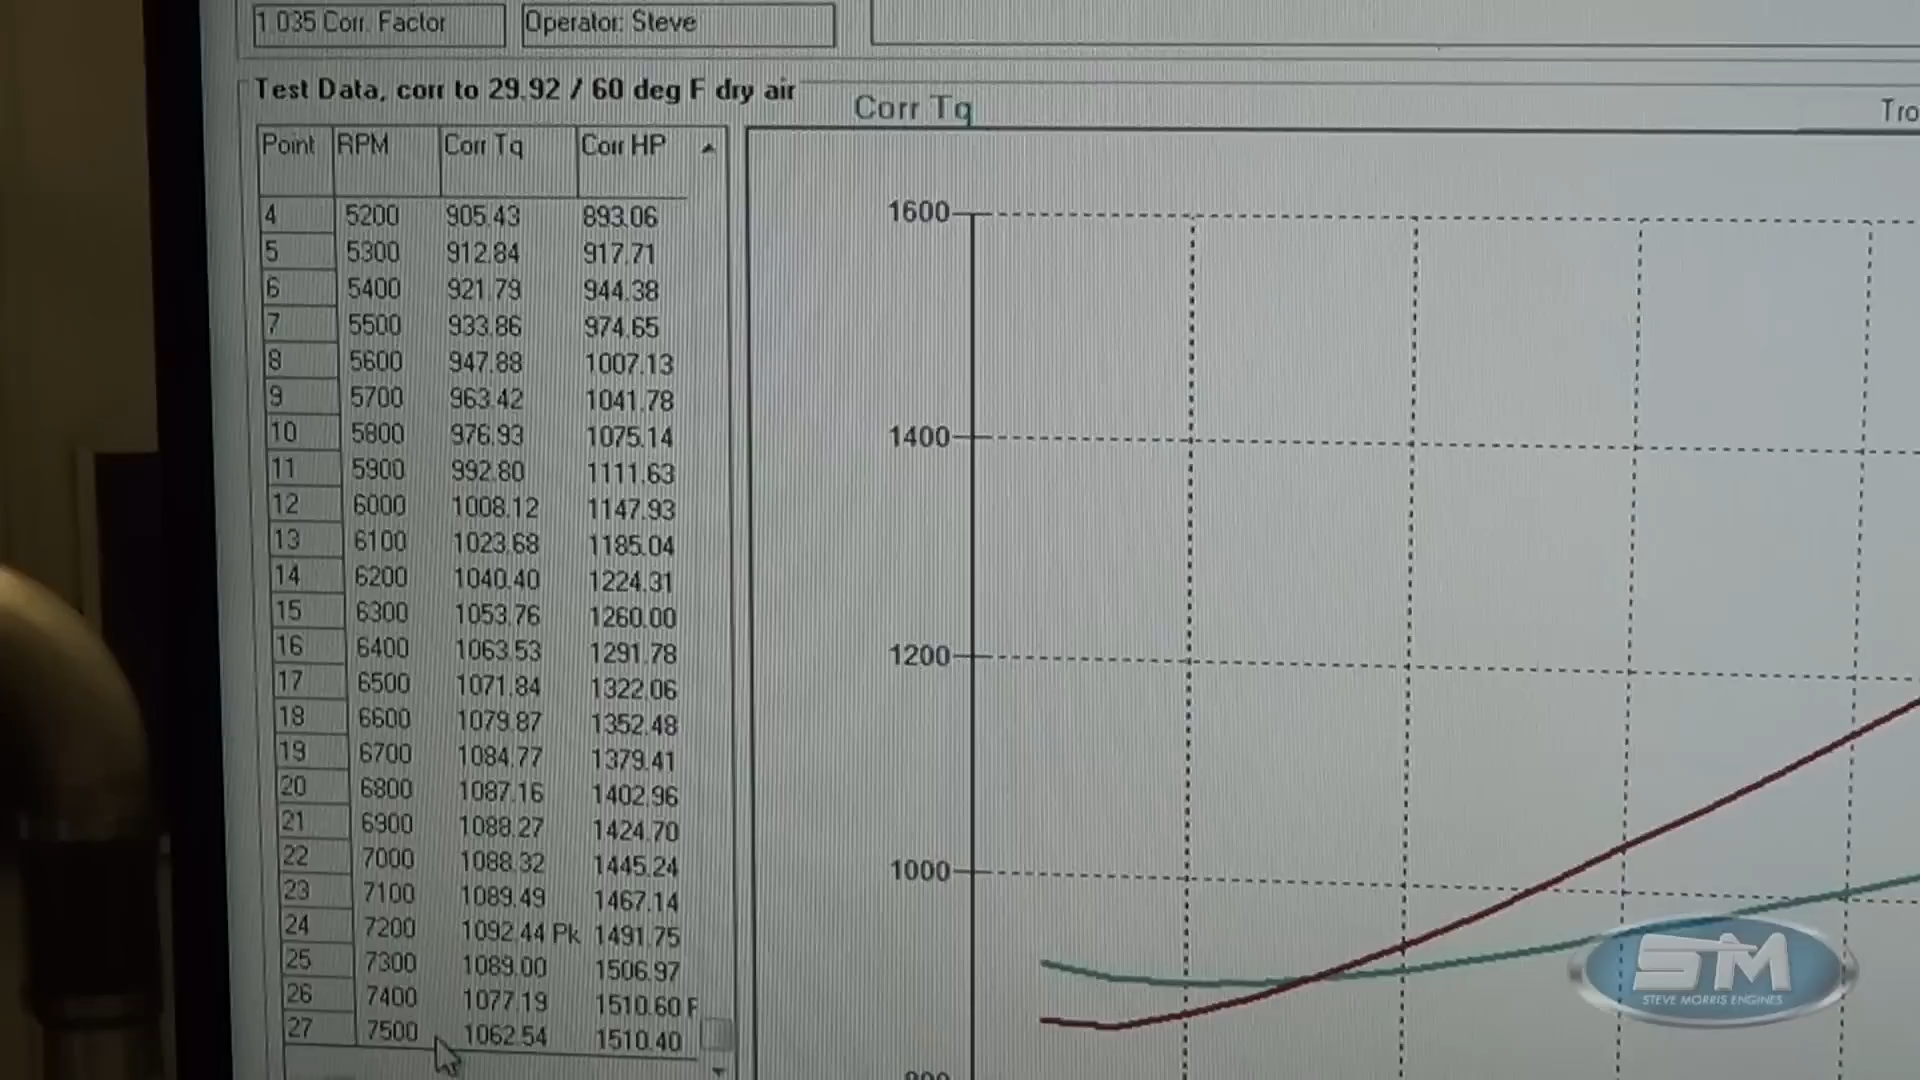 1.035 Corr. Factor
Operator: Steve
Test Data, corr to 29.92 / 60 deg F dry air
Point RPM Corr Tq Corr HP
4 5200 905.43 893.06
5 5300 912.84 917.71
6 5400 921.79 944.38
7 5500 933.86 974.65
8 5600 947.88 1007.13
9 5700 963.42 1041.78
10 5800 976.93 1075.14
11 5900 992.80 1111.63
12 6000 1008.12 1147.93
13 6100 1023.68 1185.04
14 6200 1040.40 1224.31
15 6300 1053.76 1260.00
16 6400 1063.53 1291.78
17 6500 1071.84 1322.06
18 6600 1079.87 1352.48
19 6700 1084.77 1379.41
20 6800 1087.16 1402.96
21 6900 1088.27 1424.70
22 7000 1088.32 1445.24
23 7100 1089.49 1467.14
24 7200 1092.44 Pk 1491.75
25 7300 1089.00 1506.97
26 7400 1077.19 1510.60
27 7500 1062.54 1510.40
Corr Tq
Tro
1600
1400
1200
1000
SM
STEVE MORRIS ENGINES